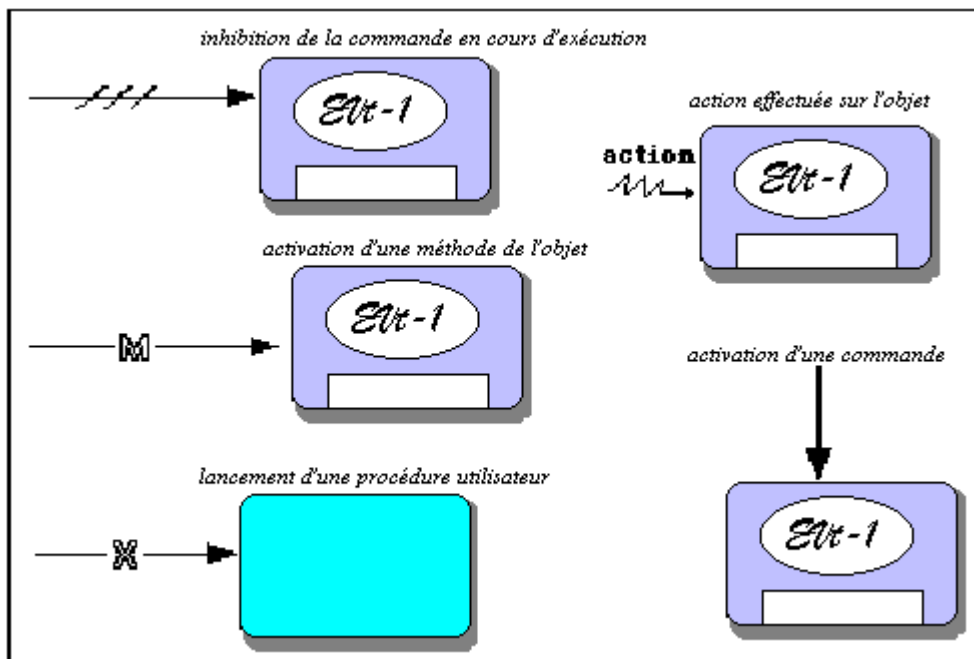 inhibition de la commande en cours d'exécution
EVt-1
action effectuée sur l'objet
action
EVt-1
activation d'une méthode de l'objet
M
EVt-1
activation d'une commande
EVt-1
lancement d'une procédure utilisateur
X